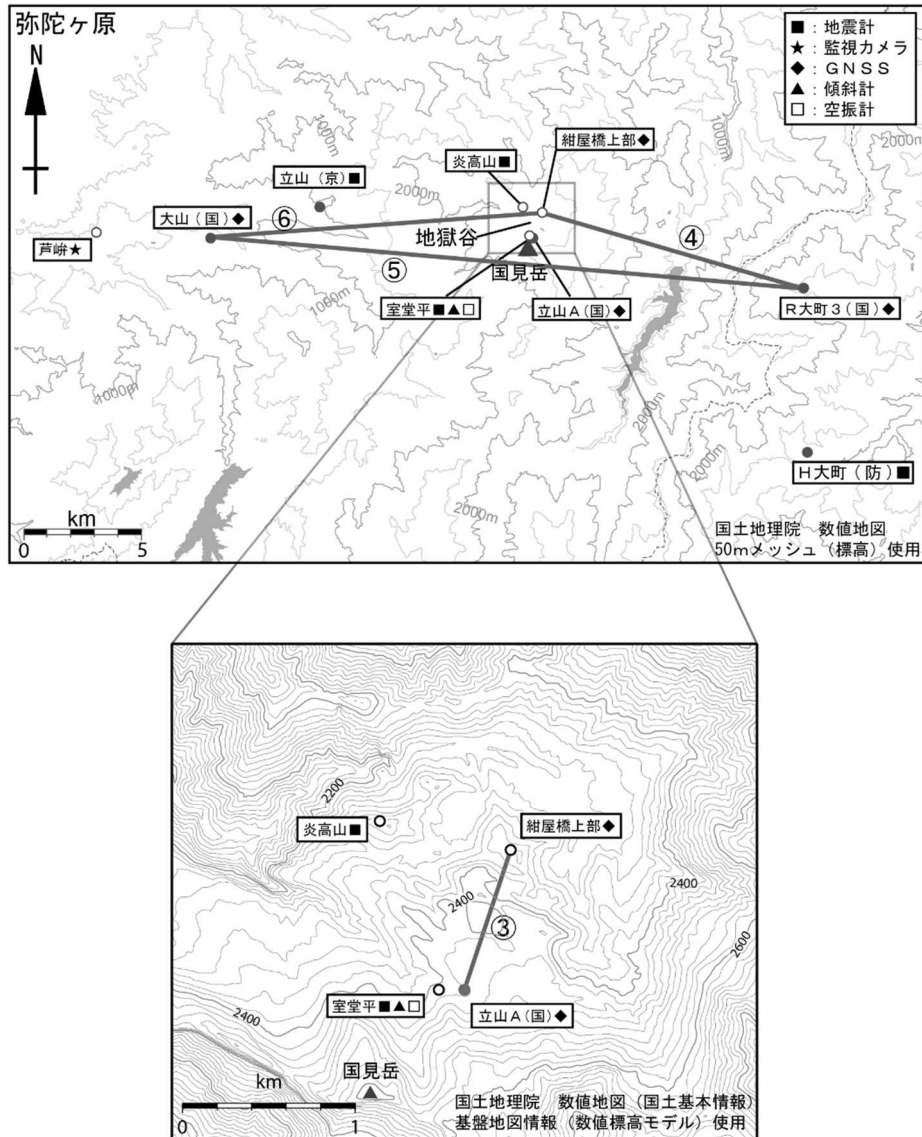 弥陀ヶ原
N
■：地震計
★：監視カメラ
◆：ＧＮＳＳ
▲：傾斜計
□：空振計
1000m
1000m
2000m
紺屋橋上部◆
炎高山■
立山（京）■
2000m
大山（国）◆
⑥
④
芦峅★
地獄谷
⑤
国見岳
室堂平■▲□
立山Ａ（国）◆
Ｒ大町３（国）◆
1000m
1000m
2000m
2000m
Ｈ大町（防）■
2000m
km
0 5
国土地理院　数値地図
50mメッシュ（標高）使用
2200
炎高山■
紺屋橋上部◆
2400
2400
③
2600
室堂平■▲□
立山Ａ（国）◆
2400
国見岳
km
0 1
国土地理院　数値地図（国土基本情報）
基盤地図情報（数値標高モデル）使用